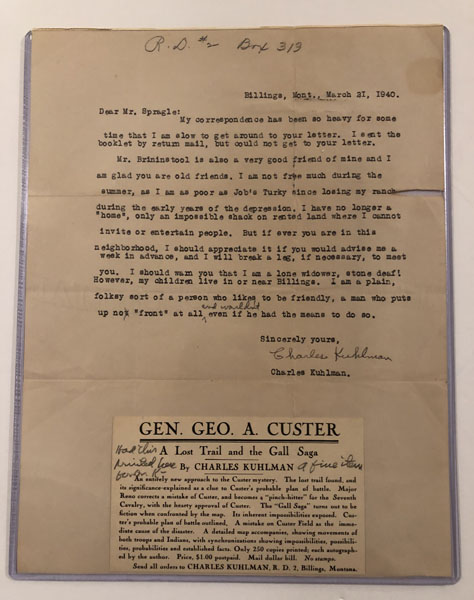 R.D. #2 Box 313
Billings, Mont., March 21, 1940.
Dear Mr. Spragle:
My correspondence has been so heavy for some
time that I am slow to get around to your letter. I sent the
booklet by return mail, but could not get to your letter.
Mr. Brininstool is also a very good friend of mine and I
am glad you are old friends. I am not free much during the
summer, as I am as poor as Job's Turky since losing my ranch
during the early years of the depression. I have no longer a
"home", only an impossible shack on rented land where I cannot
invite or entertain people. But if ever you are in this
neighborhood, I should appreciate it if you would advise me a
week in advance, and I will break a leg, if necessary, to meet
you. I should warn you that I am a lone widower, stone deaf!
However, my children live in or near Billings. I am a plain,
folksy sort of a person who likes to be friendly, a man who puts
and wouldn't
up no "front" at all, even if he had the means to do so.
Sincerely yours,
Charles Kuhlman
Charles Kuhlman.
GEN. GEO. A. CUSTER
Had this
A Lost Trail and the Gall Saga
printed here
By CHARLES KUHLMAN
a fine item
An entirely new approach to the Custer mystery. The lost trail found, and
its significance explained as a clue to Custer's probable plan of battle. Major
Reno corrects a mistake of Custer, and becomes a "pinch-hitter" for the Seventh
Cavalry, with the hearty approval of Custer. The "Gall Saga" turns out to be
fiction when confronted by the map. Its inherent impossibilities exposed. Cus-
ter's probable plan of battle outlined. A mistake on Custer Field as the imme-
diate cause of the disaster. A detailed map accompanies, showing movements of
both troops and Indians, with synchronizations showing impossibilities, possibili-
ties, probabilities and established facts. Only 250 copies printed; each autograph-
ed by the author. Price, $1.00 postpaid. Mail dollar bill. No stamps.
Send all orders to CHARLES KUHLMAN, R. D. 2, Billings, Montana.